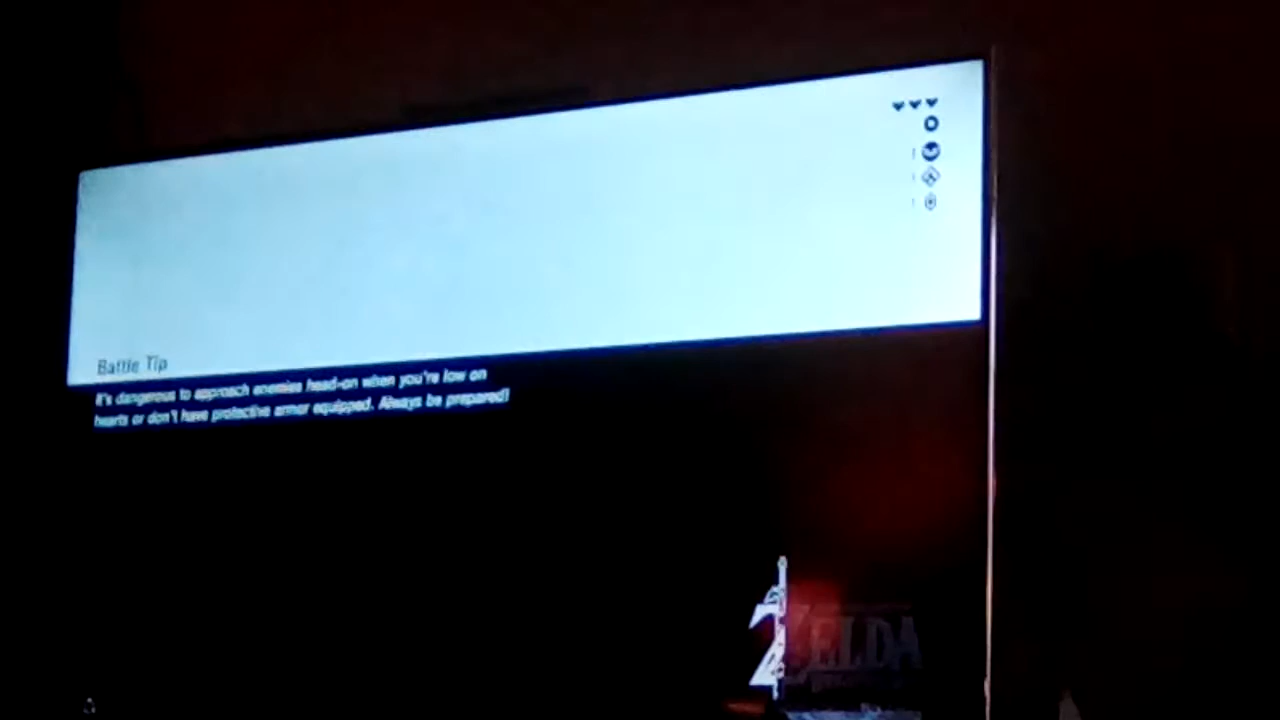 Battle Tip
It's dangerous to approach enemies head-on when you're low on
hearts or don't have protective armor equipped. Always be prepared!
ZELDA